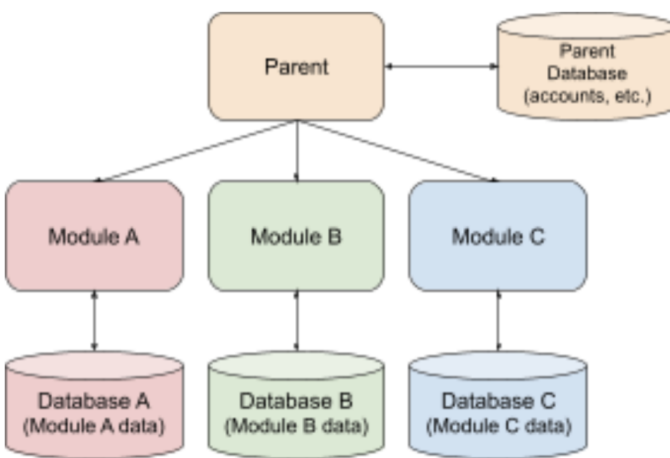 Parent
Parent
Database
(accounts, etc.)
Module A
Module B
Module C
Database A
(Module A data)
Database B
(Module B data)
Database C
(Module C data)